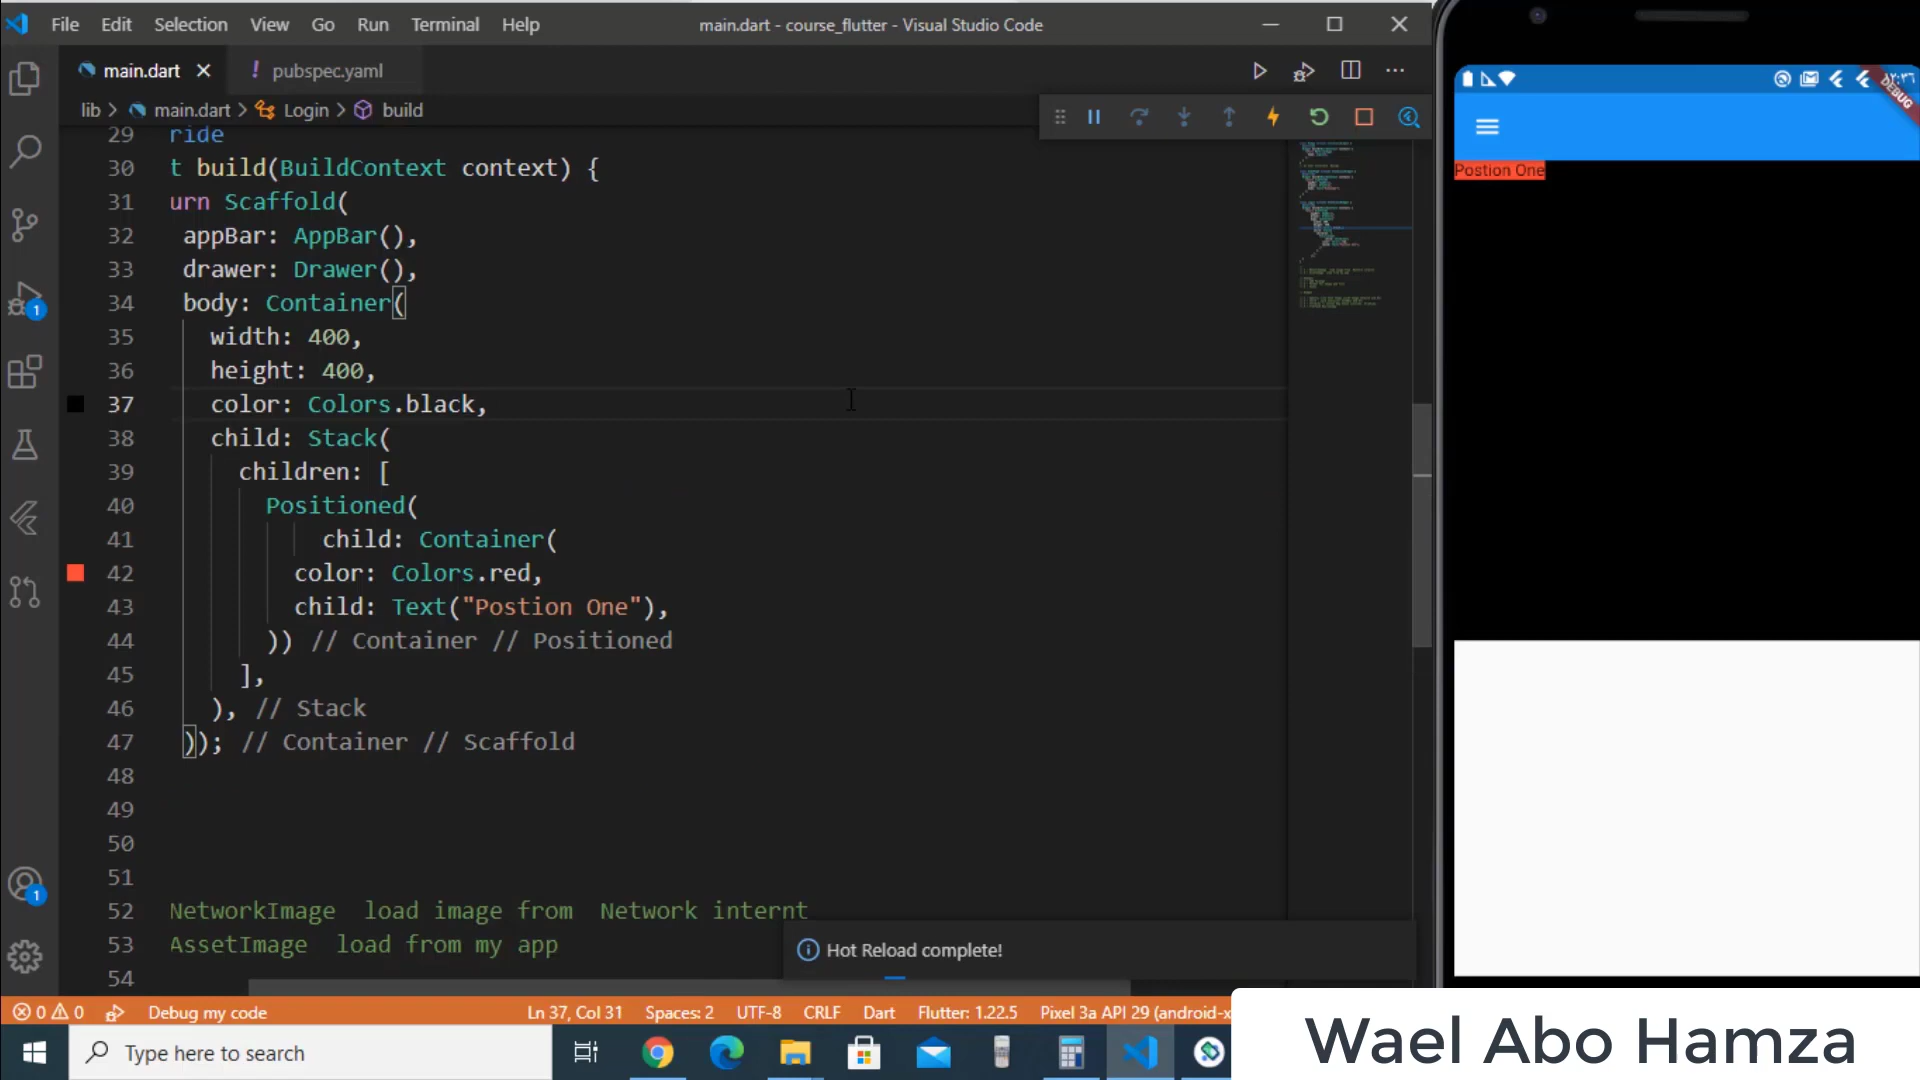 File Edit Selection View Go Run Terminal Help
main.dart - course_flutter - Visual Studio Code
main.dart
! pubspec.yaml
lib > main.dart > Login > build
29 ride
30 t build(BuildContext context) {
31 urn Scaffold(
32 appBar: AppBar(),
33 drawer: Drawer(),
34 body: Container(
35 width: 400,
36 height: 400,
37 color: Colors.black,
38 child: Stack(
39 children: [
40 Positioned(
41 child: Container(
42 color: Colors.red,
43 child: Text("Postion One"),
44 )) // Container // Positioned
45 ],
46 ), // Stack
47 )); // Container // Scaffold
48
49
50
51
52 NetworkImage load image from Network internt
53 AssetImage load from my app
54
1
1
Hot Reload complete!
0 0 Debug my code Ln 37, Col 31 Spaces: 2 UTF-8 CRLF Dart Flutter: 1.22.5 Pixel 3a API 29 (android-x
Type here to search
DEBUG
Postion One
Wael Abo Hamza